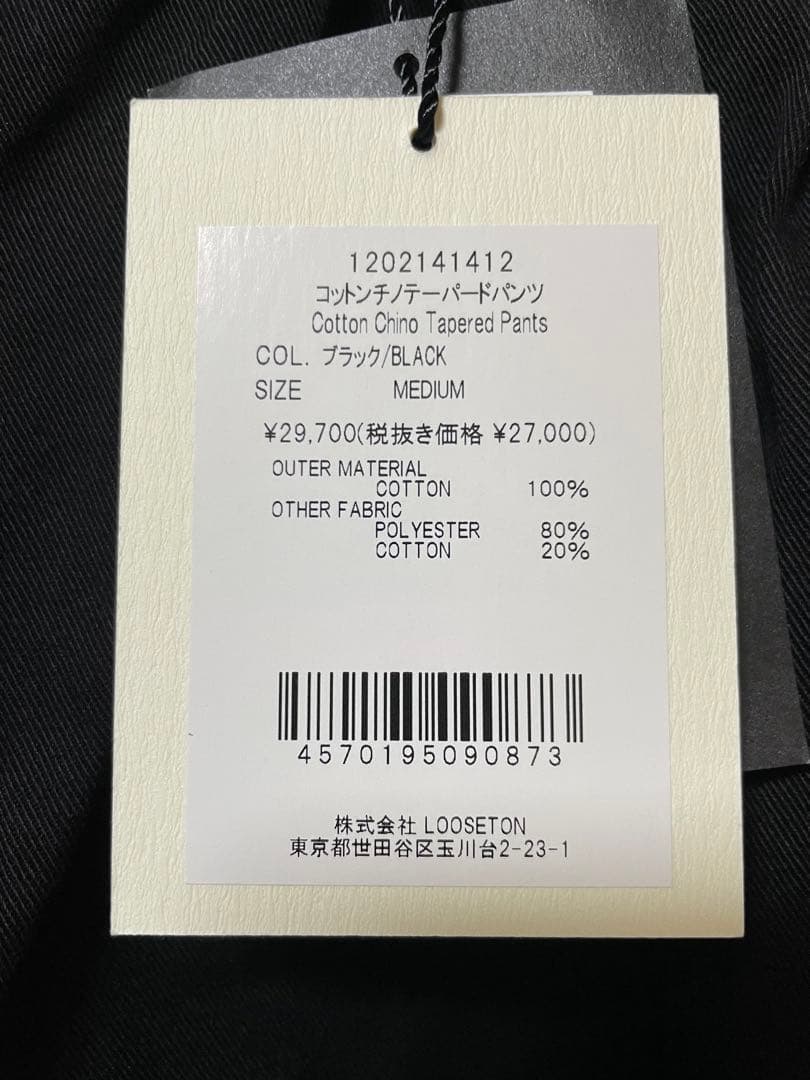 1202141412
コットンチノテーパードパンツ
Cotton Chino Tapered Pants
COL. ブラック/BLACK
SIZE MEDIUM
¥29,700(税抜き価格 ¥27,000)
OUTER MATERIAL
COTTON 100%
OTHER FABRIC
POLYESTER 80%
COTTON 20%
4570195090873
株式会社 LOOSETON
東京都世田谷区玉川台2-23-1